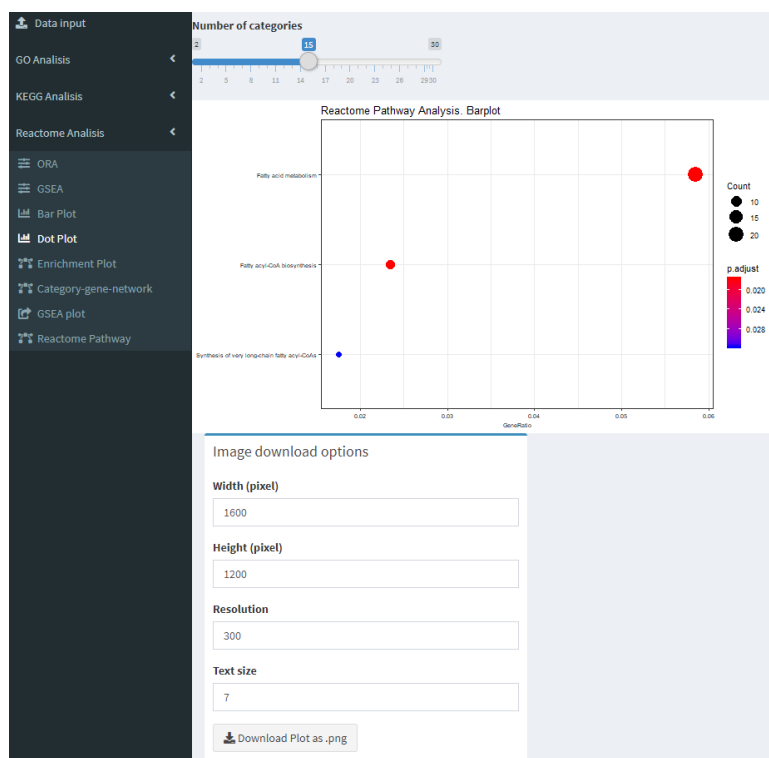 Data input
GO Analisis
KEGG Analisis
Reactome Analisis
ORA
GSEA
Bar Plot
Dot Plot
Enrichment Plot
Category-gene-network
GSEA plot
Reactome Pathway
Number of categories
2 15 30
2 5 8 11 14 17 20 23 26 2930
Reactome Pathway Analysis. Barplot
Fatty acid metabolism
Fatty acyl-CoA biosynthesis
Synthesis of very long-chain fatty acyl-CoAs
0.02 0.03 0.04 0.05 0.06
GeneRatio
Count
10
15
20
p.adjust
0.020
0.024
0.028
Image download options
Width (pixel)
1600
Height (pixel)
1200
Resolution
300
Text size
7
Download Plot as .png